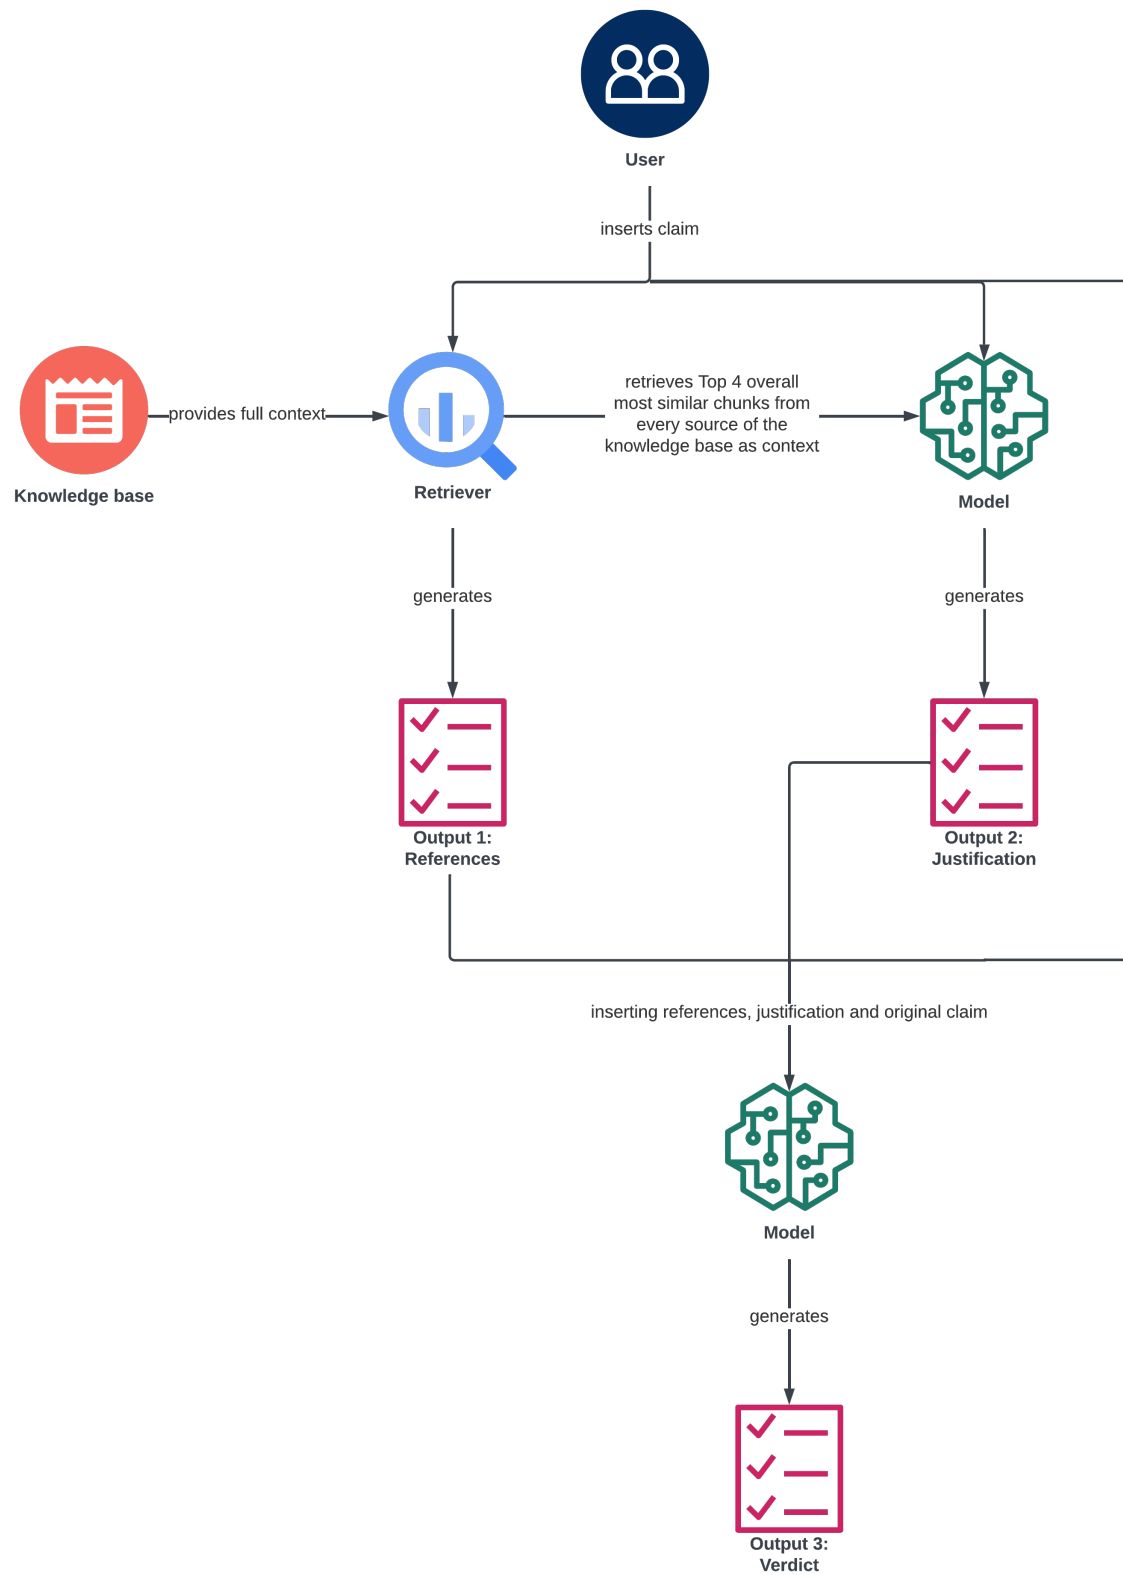 User
inserts claim
provides full context
retrieves Top 4 overall
most similar chunks from
every source of the
knowledge base as context
Knowledge base
Retriever
Model
generates
generates
Output 1:
References
Output 2:
Justification
inserting references, justification and original claim
Model
generates
Output 3:
Verdict